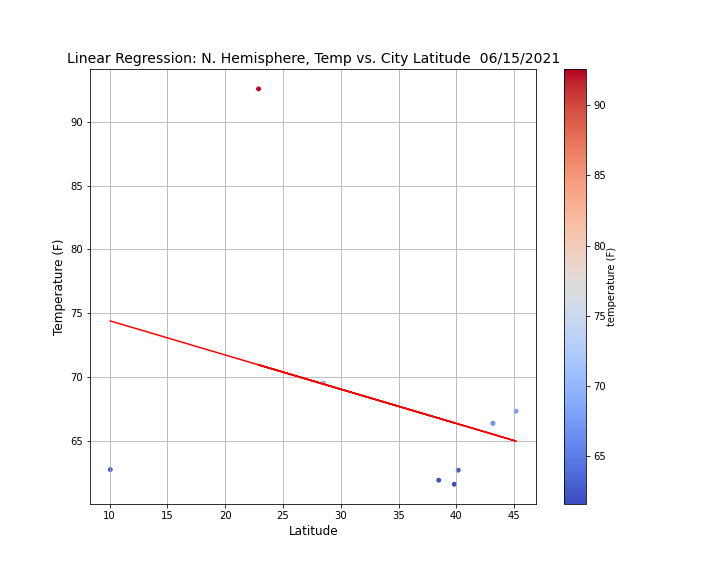 Linear Regression: N. Hemisphere, Temp vs. City Latitude  06/15/2021
90
85
80
75
70
65
Temperature (F)
10 15 20 25 30 35 40 45
Latitude
90
85
80
75
70
65
temperature (F)